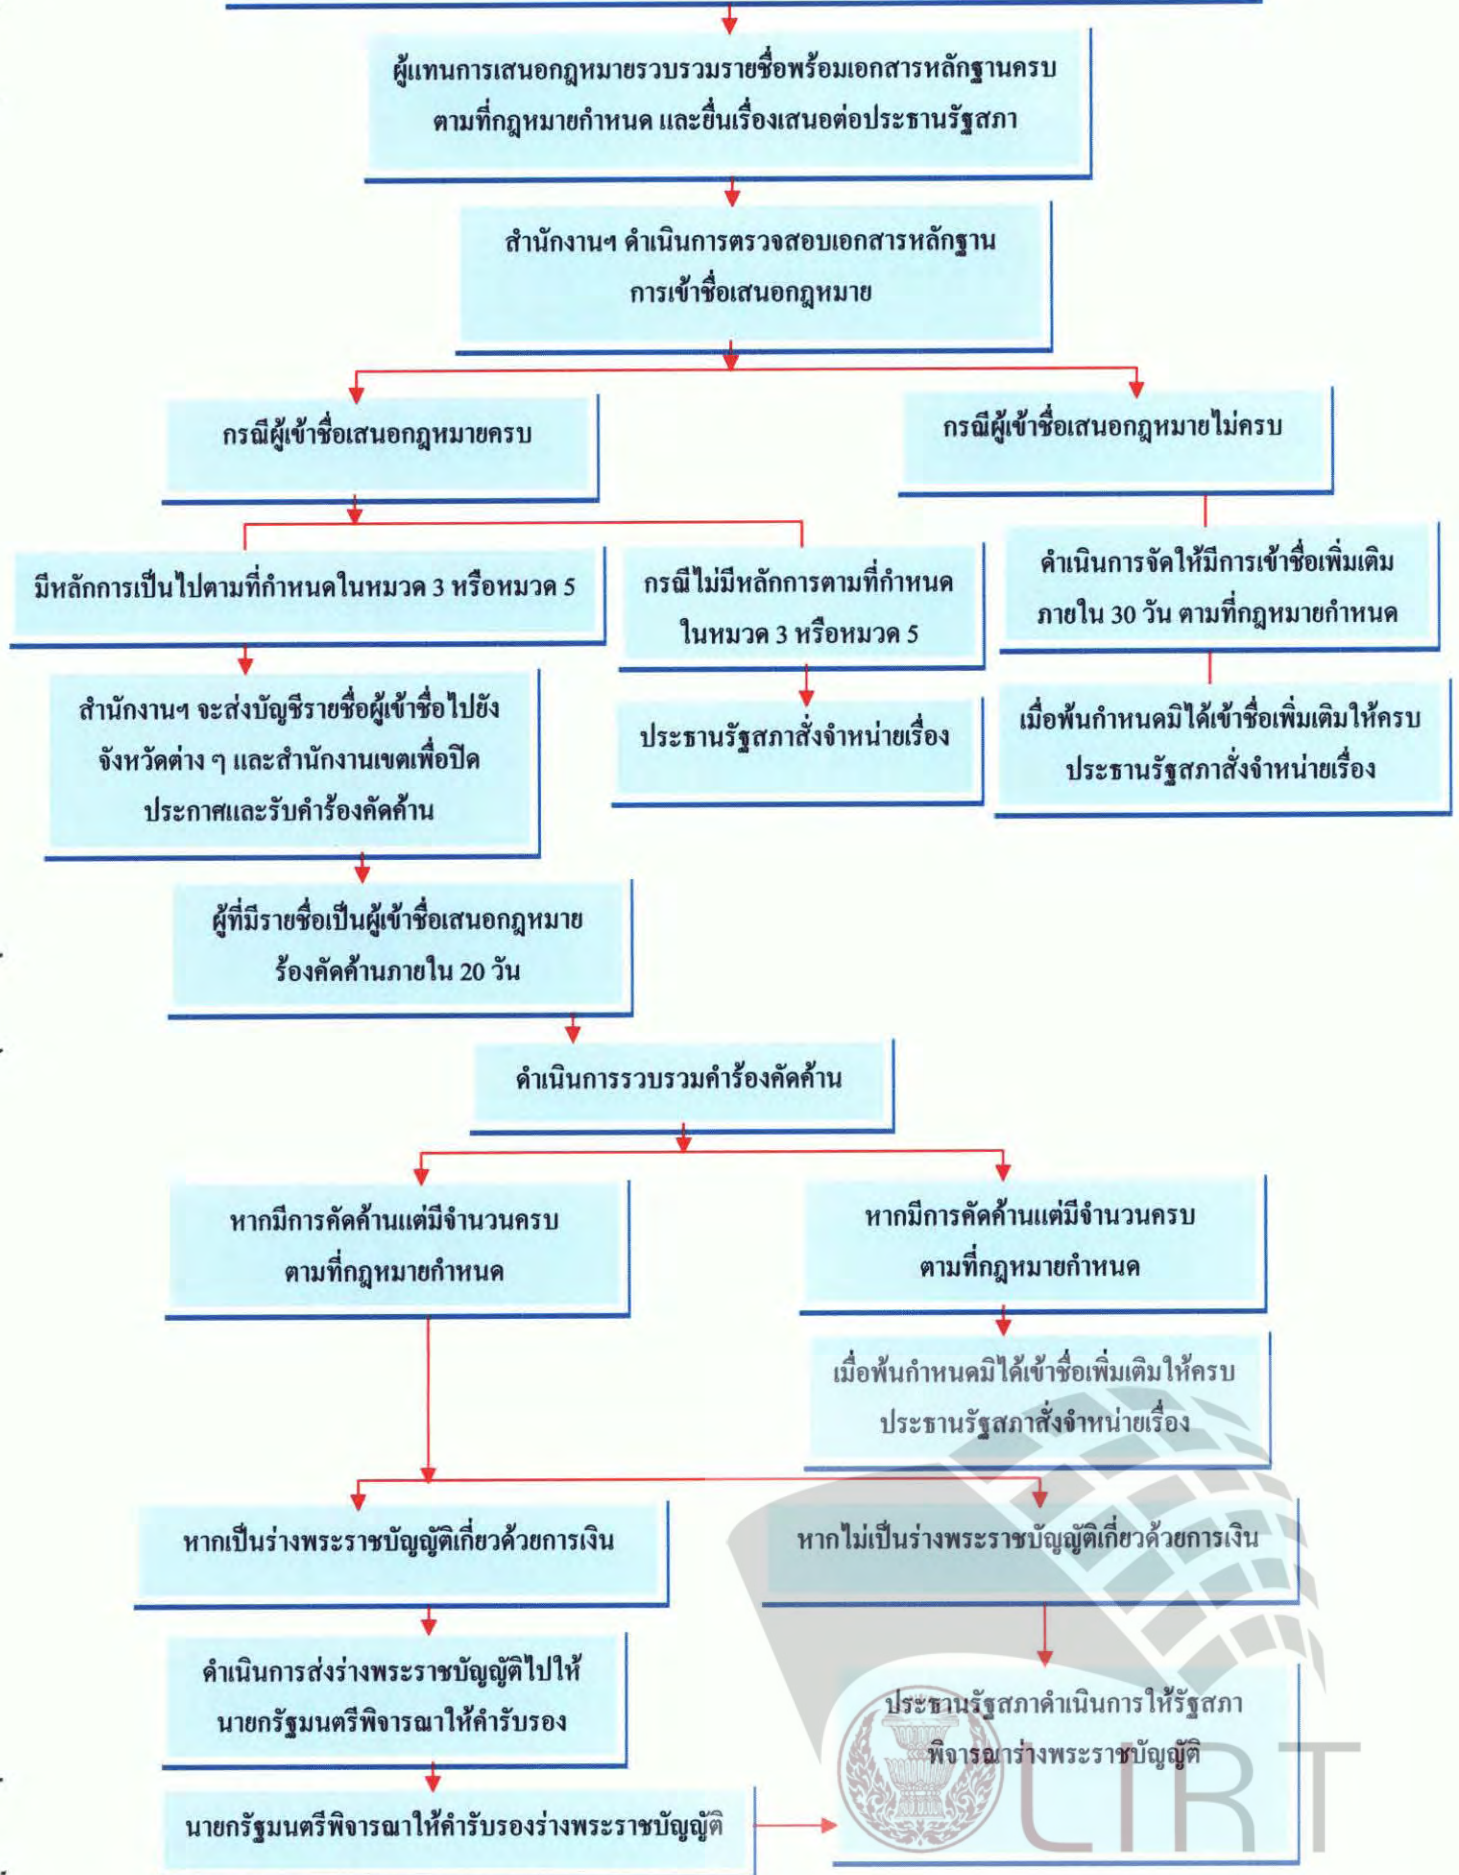 ผู้แทนการเสนอกฎหมายรวบรวมรายชื่อพร้อมเอกสารหลักฐานครบ
ตามที่กฎหมายกำหนด และยื่นเรื่องเสนอต่อประธานรัฐสภา
สำนักงานฯ ดำเนินการตรวจสอบเอกสารหลักฐาน
การเข้าชื่อเสนอกฎหมาย
กรณีผู้เข้าชื่อเสนอกฎหมายครบ
กรณีผู้เข้าชื่อเสนอกฎหมายไม่ครบ
มีหลักการเป็นไปตามที่กำหนดในหมวด 3 หรือหมวด 5
กรณีไม่มีหลักการตามที่กำหนด
ในหมวด 3 หรือหมวด 5
ดำเนินการจัดให้มีการเข้าชื่อเพิ่มเติม
ภายใน 30 วัน ตามที่กฎหมายกำหนด
สำนักงานฯ จะส่งบัญชีรายชื่อผู้เข้าชื่อไปยัง
จังหวัดต่าง ๆ และสำนักงานเขตเพื่อปิด
ประกาศและรับคำร้องคัดค้าน
ประธานรัฐสภาสั่งจำหน่ายเรื่อง
เมื่อพ้นกำหนดมิได้เข้าชื่อเพิ่มเติมให้ครบ
ประธานรัฐสภาสั่งจำหน่ายเรื่อง
ผู้ที่มีรายชื่อเป็นผู้เข้าชื่อเสนอกฎหมาย
ร้องคัดค้านภายใน 20 วัน
ดำเนินการรวบรวมคำร้องคัดค้าน
หากมีการคัดค้านแต่มีจำนวนครบ
ตามที่กฎหมายกำหนด
หากมีการคัดค้านแต่มีจำนวนครบ
ตามที่กฎหมายกำหนด
เมื่อพ้นกำหนดมิได้เข้าชื่อเพิ่มเติมให้ครบ
ประธานรัฐสภาสั่งจำหน่ายเรื่อง
หากเป็นร่างพระราชบัญญัติเกี่ยวด้วยการเงิน
หากไม่เป็นร่างพระราชบัญญัติเกี่ยวด้วยการเงิน
ดำเนินการส่งร่างพระราชบัญญัติไปให้
นายกรัฐมนตรีพิจารณาให้คำรับรอง
ประธานรัฐสภาดำเนินการให้รัฐสภา
พิจารณาร่างพระราชบัญญัติ
นายกรัฐมนตรีพิจารณาให้คำรับรองร่างพระราชบัญญัติ
LIRT